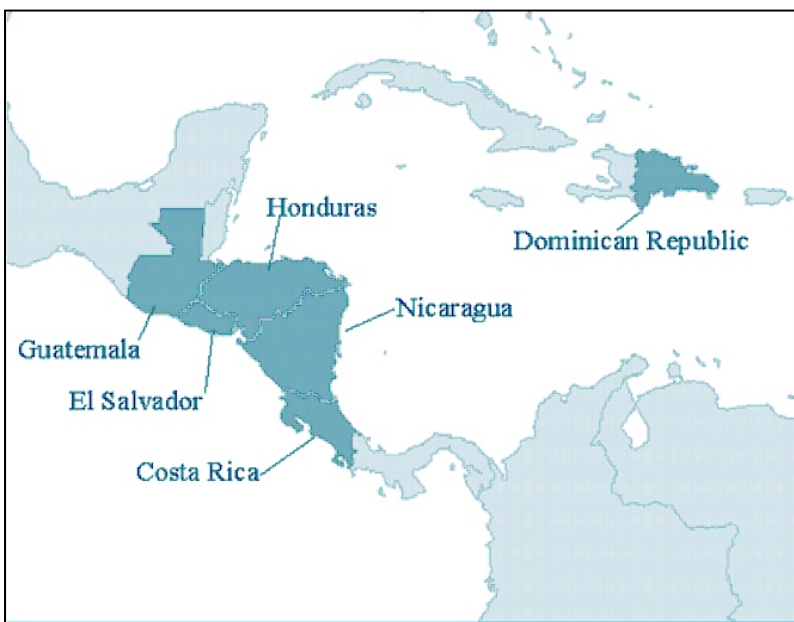 Honduras
Dominican Republic
Nicaragua
Guatemala
El Salvador
Costa Rica